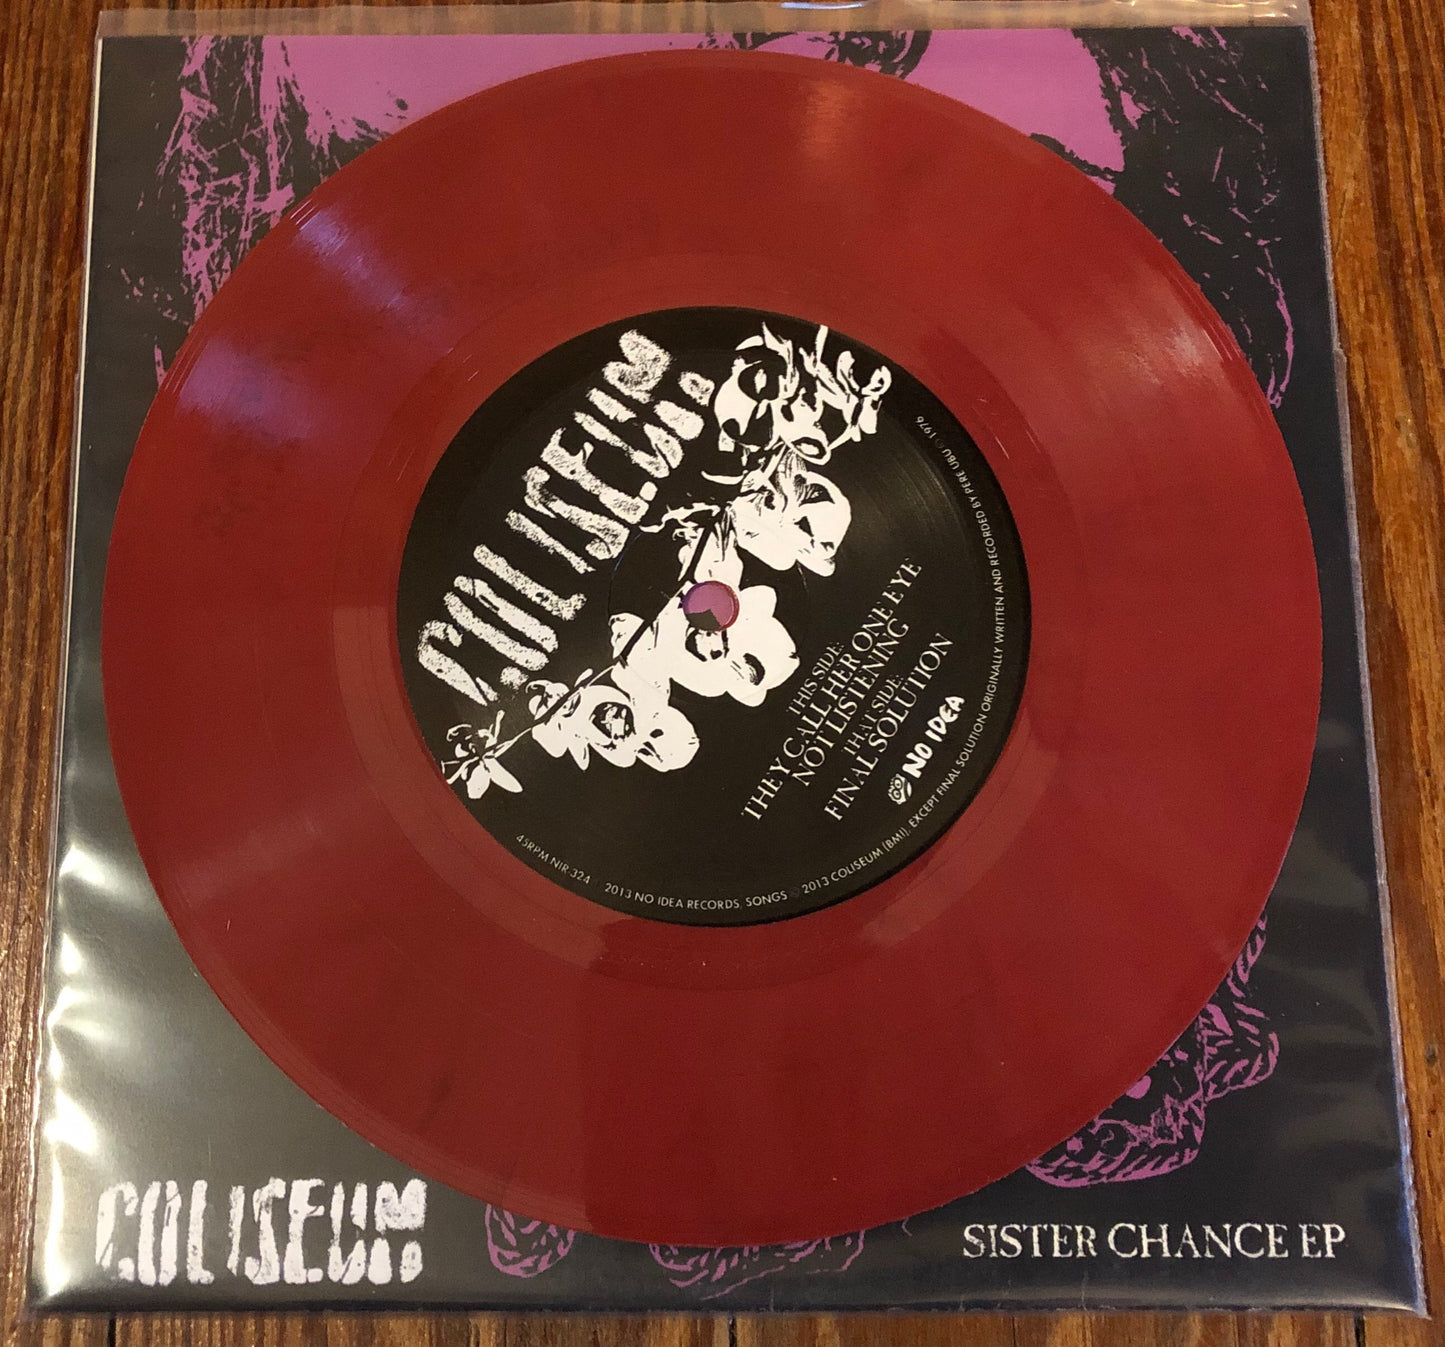 COLISEUM
THIS SIDE:
THEY CALL HER ONE EYE
NOT LISTENING
THAT SIDE:
FINAL SOLUTION
NO IDEA
45RPM NIR 324 2013 NO IDEA RECORDS. SONGS © 2013 COLISEUM (BMI), EXCEPT FINAL SOLUTION ORIGINALLY WRITTEN AND RECORDED BY PERE UBU © 1976
COLISEUM
SISTER CHANCE EP